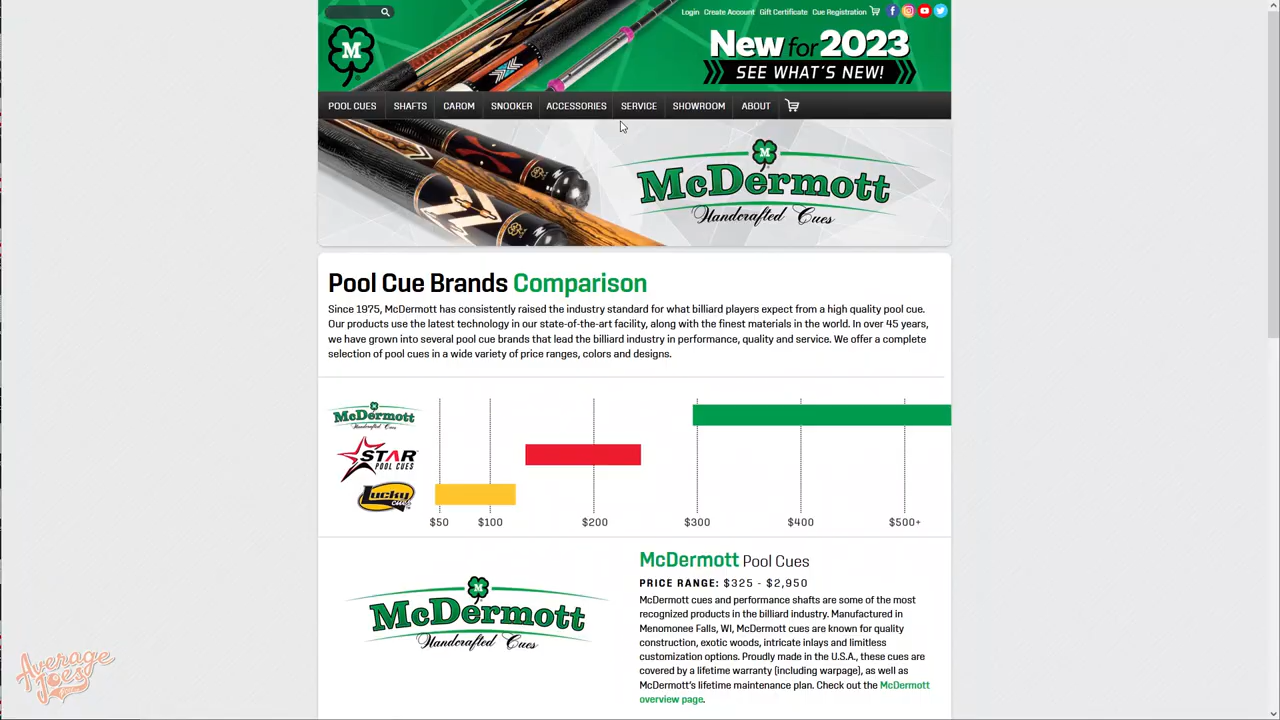 Login Create Account Gift Certificate Cue Registration
M
New for 2023
SEE WHAT'S NEW!
POOL CUES SHAFTS CAROM SNOOKER ACCESSORIES SERVICE SHOWROOM ABOUT
M
McDermott
Handcrafted Cues
Pool Cue Brands Comparison
Since 1975, McDermott has consistently raised the industry standard for what billiard players expect from a high quality pool cue.
Our products use the latest technology in our state-of-the-art facility, along with the finest materials in the world. In over 45 years,
we have grown into several pool cue brands that lead the billiard industry in performance, quality and service. We offer a complete
selection of pool cues in a wide variety of price ranges, colors and designs.
McDermott
Handcrafted Cues
STAR
POOL CUES
Lucky
cues
$50 $100 $200 $300 $400 $500+
M
McDermott
Handcrafted Cues
McDermott Pool Cues
PRICE RANGE: $325 - $2,950
McDermott cues and performance shafts are some of the most
recognized products in the billiard industry. Manufactured in
Menomonee Falls, WI, McDermott cues are known for quality
construction, exotic woods, intricate inlays and limitless
customization options. Proudly made in the U.S.A., these cues are
covered by a lifetime warranty (including warpage), as well as
McDermott's lifetime maintenance plan. Check out the McDermott
overview page.
Average
Joes